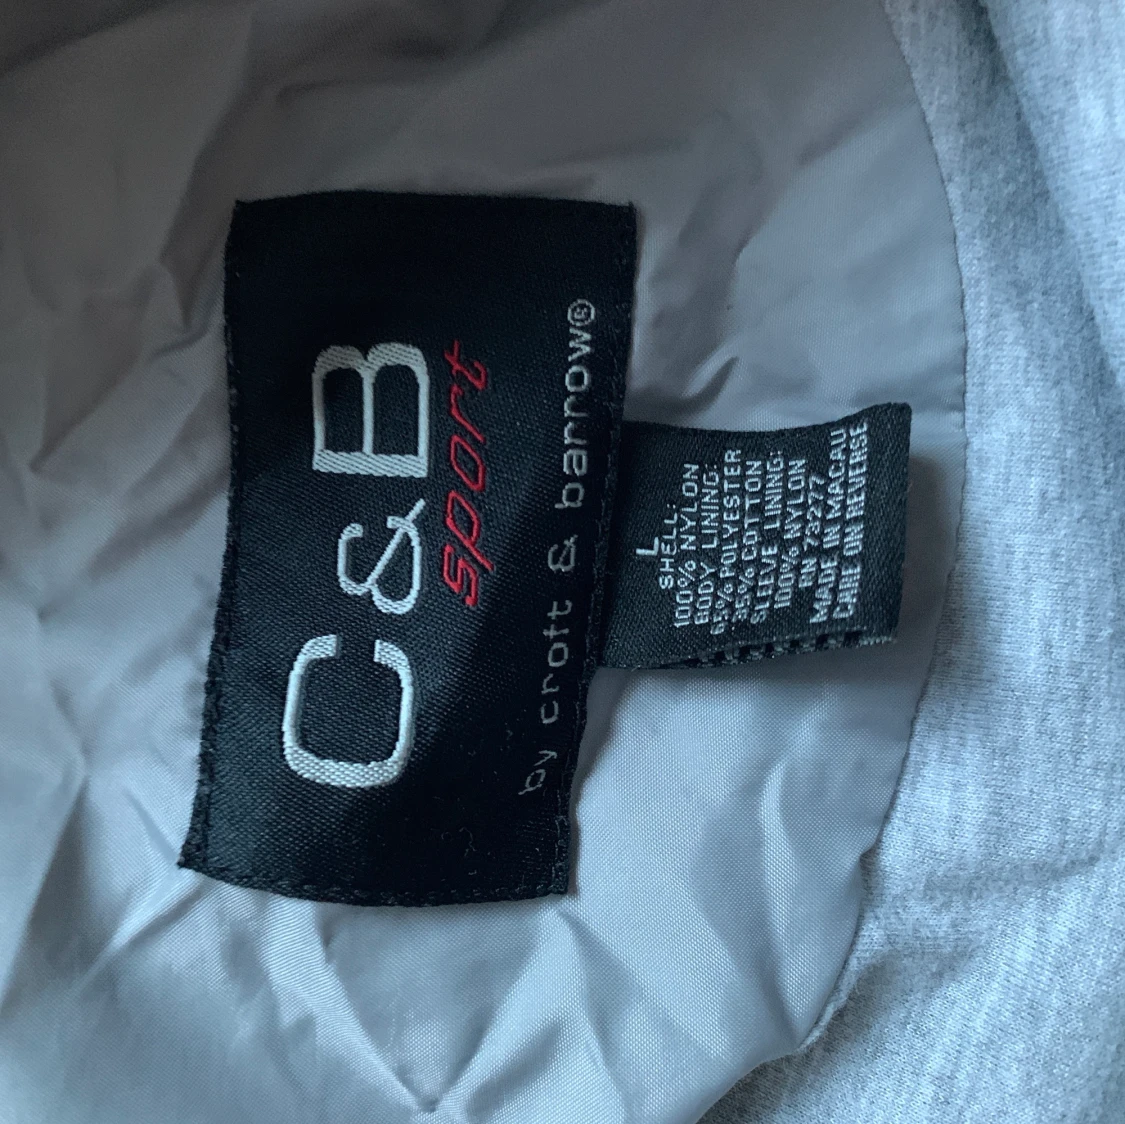 C&B
sport
by croft & barrow®
L
SHELL:
100% NYLON
BODY LINING:
65% POLYESTER
35% COTTON
SLEEVE LINING:
100% NYLON
RN 73277
MADE IN MACAU
CARE ON REVERSE